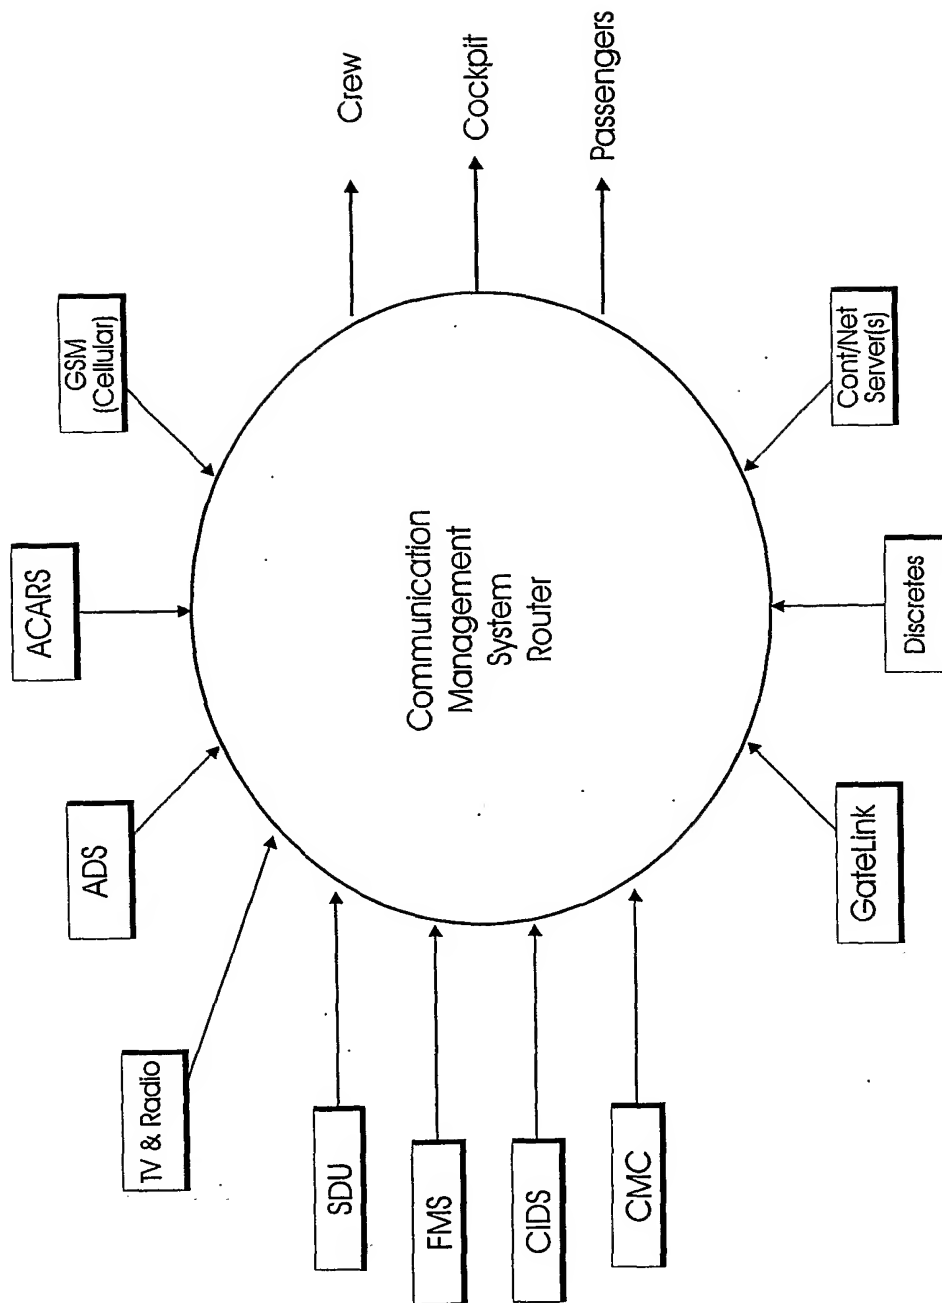 GSM
(Cellular)
ACARS
ADS
TV & Radio
SDU
FMS
CIDS
CMC
GateLink
Discretes
Cont/Net
Server(s)
Communication
Management
System
Router
Crew
Cockpit
Passengers